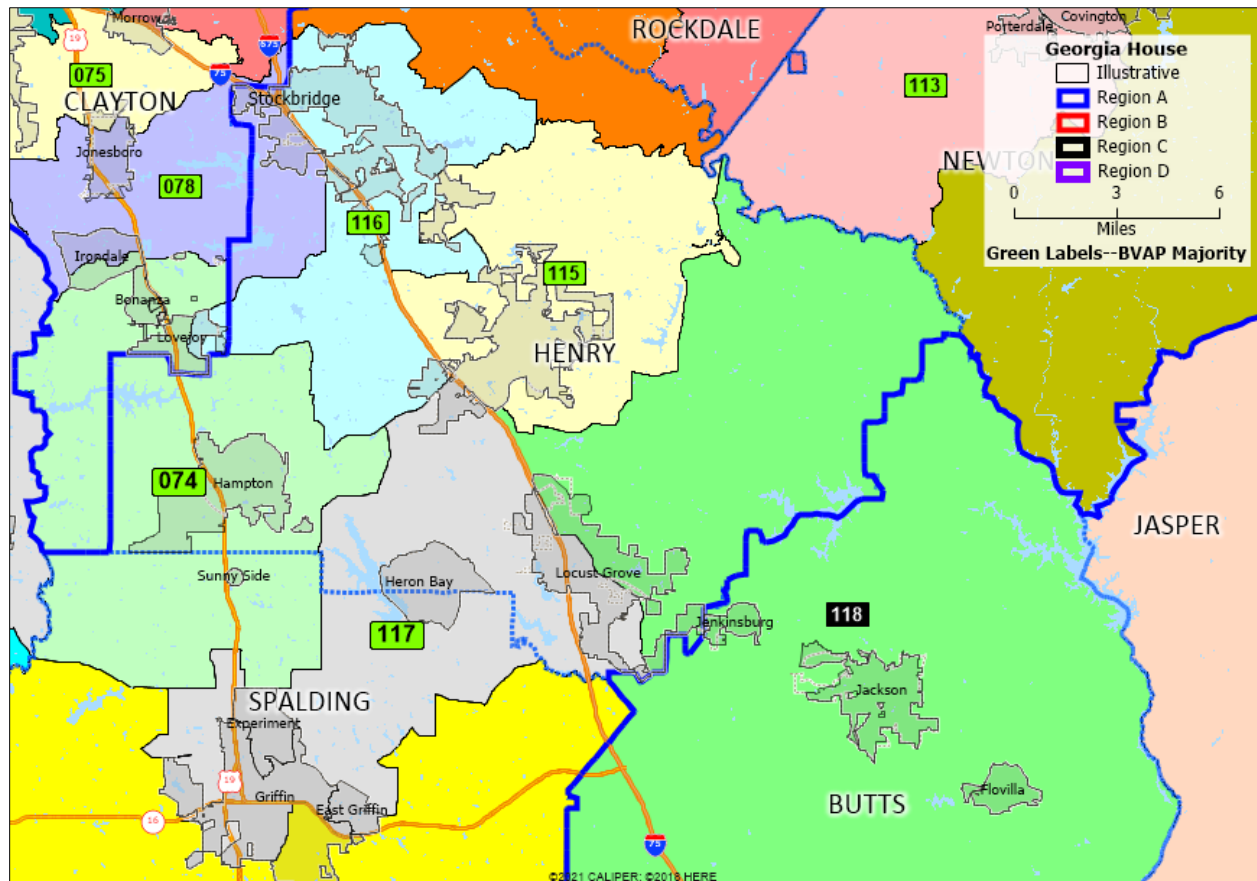 Morrow
19
ROCKDALE
Porterdale
Covington
675
75
075
CLAYTON
Stockbridge
Jonesboro
078
113
NEWTON
Georgia House
Illustrative
Region A
Region B
Region C
Region D
0 3 6
Miles
Green Labels--BVAP Majority
116
115
Irondale
Bonanza
Lovejoy
HENRY
074
Hampton
JASPER
Sunny Side
Heron Bay
Locust Grove
117
Jenkinsburg
118
Jackson
SPALDING
Experiment
19
Griffin
East Griffin
16
BUTTS
Flovilla
75
©2021 CALIPER; ©2018 HERE